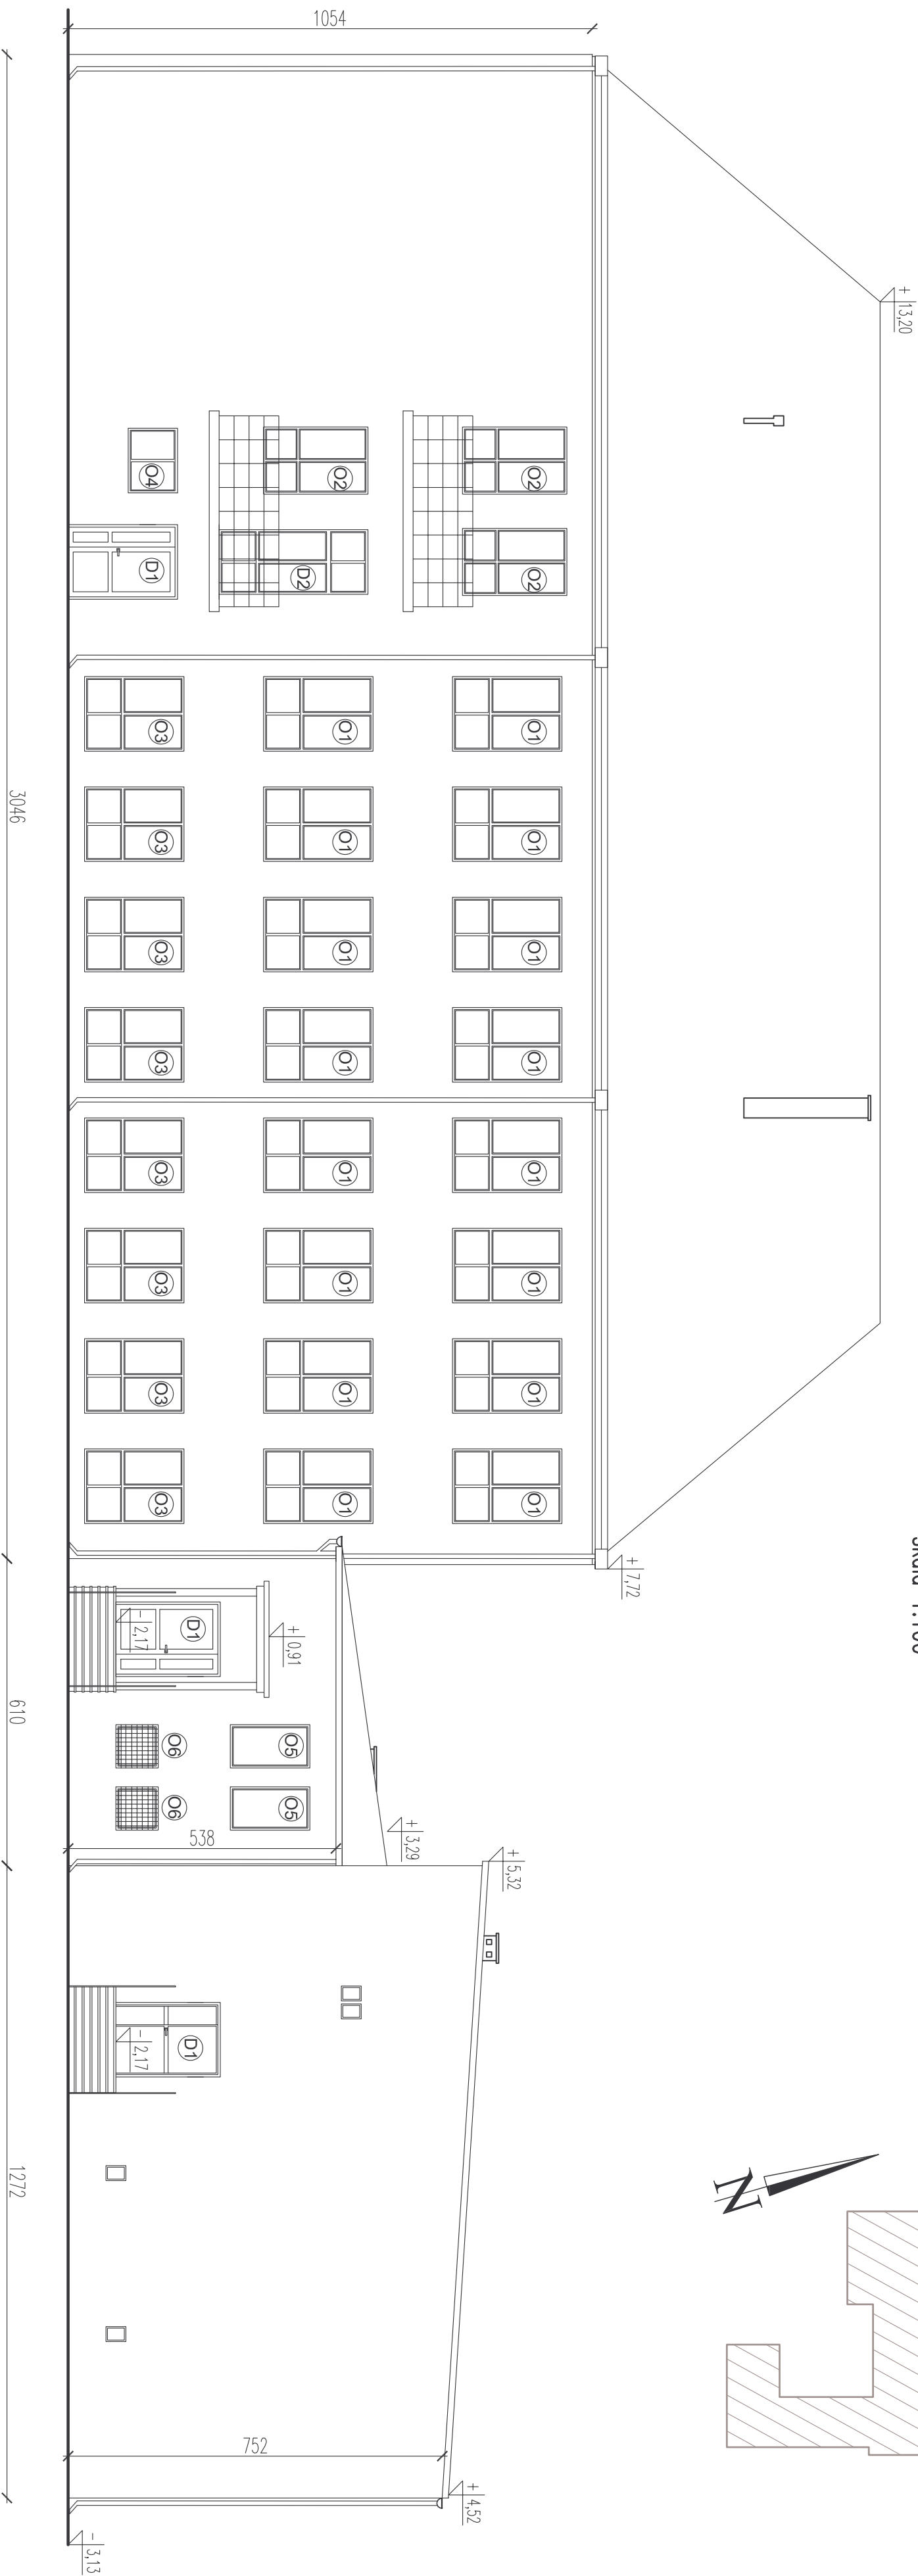 skala 1:100
+ 13,20
N
+ 7,72
O2 O2 O1 O1 O1 O1 O1 O1 O1 O1
+ 5,32
+ 4,52
+ 3,29
1054
O2 O1 O1 O1 O1 O1 O1 O1 O1
D2
+ 0,91
O5 O5
752
538
D1 D1
O6 O6
O3 O3 O3 O3 O3 O3 O3 O3
O4 D1
- 2,17 - 2,17
- 3,13
3046 610 1272